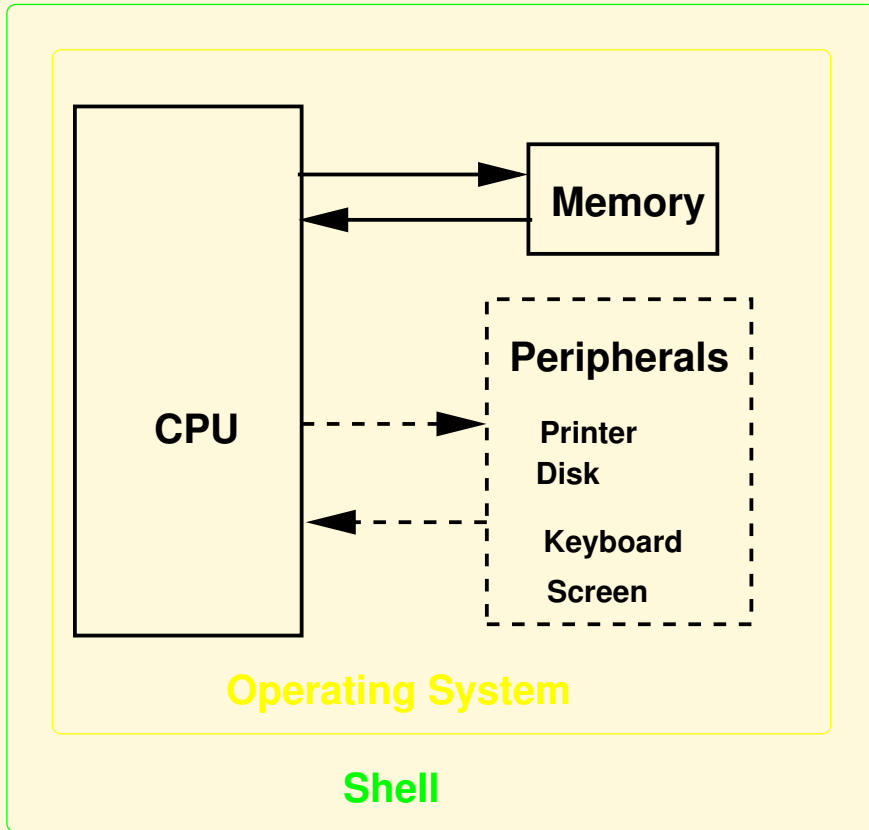 Memory
Peripherals
CPU
Printer
Disk
Keyboard
Screen
Operating System
Shell